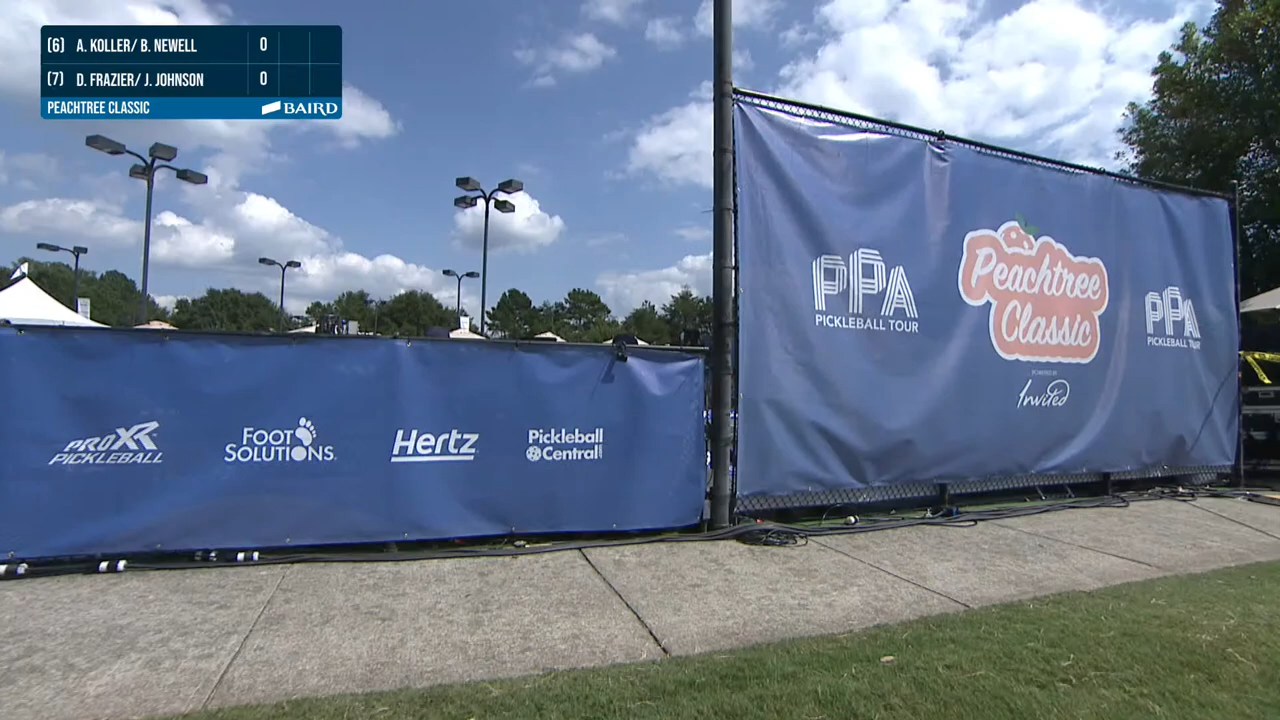 [6] A. KOLLER/ B. NEWELL 0
[7] D. FRAZIER/ J. JOHNSON 0
PEACHTREE CLASSIC BAIRD
PPA
PICKLEBALL TOUR
Peachtree
Classic
POWERED BY
Invited
PPA
PICKLEBALL TOUR
PROXR
PICKLEBALL
FOOT
SOLUTIONS
Hertz
Pickleball
Central